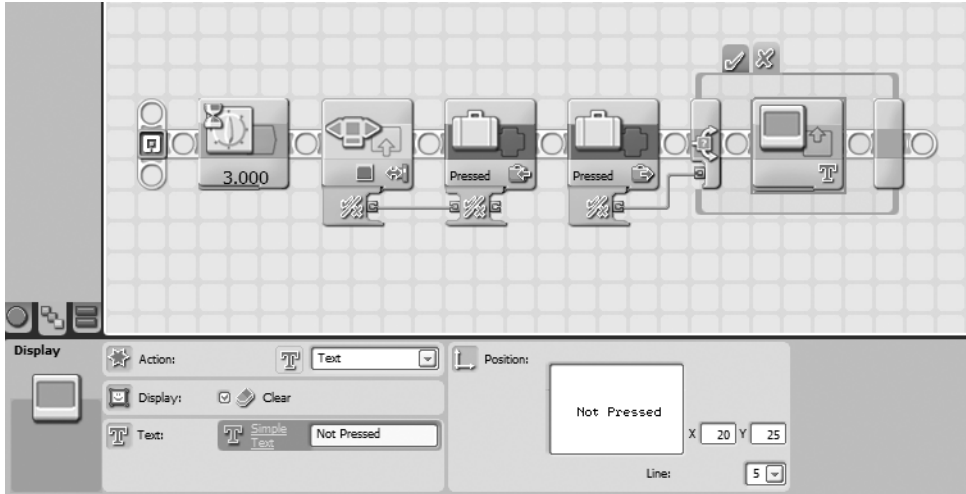 3.000
Pressed
Pressed
T
Display
Action:
T
Text
Position:
Display:
Clear
Not Pressed
Text:
T
Simple
Text
Not Pressed
X 20 Y 25
Line:
5